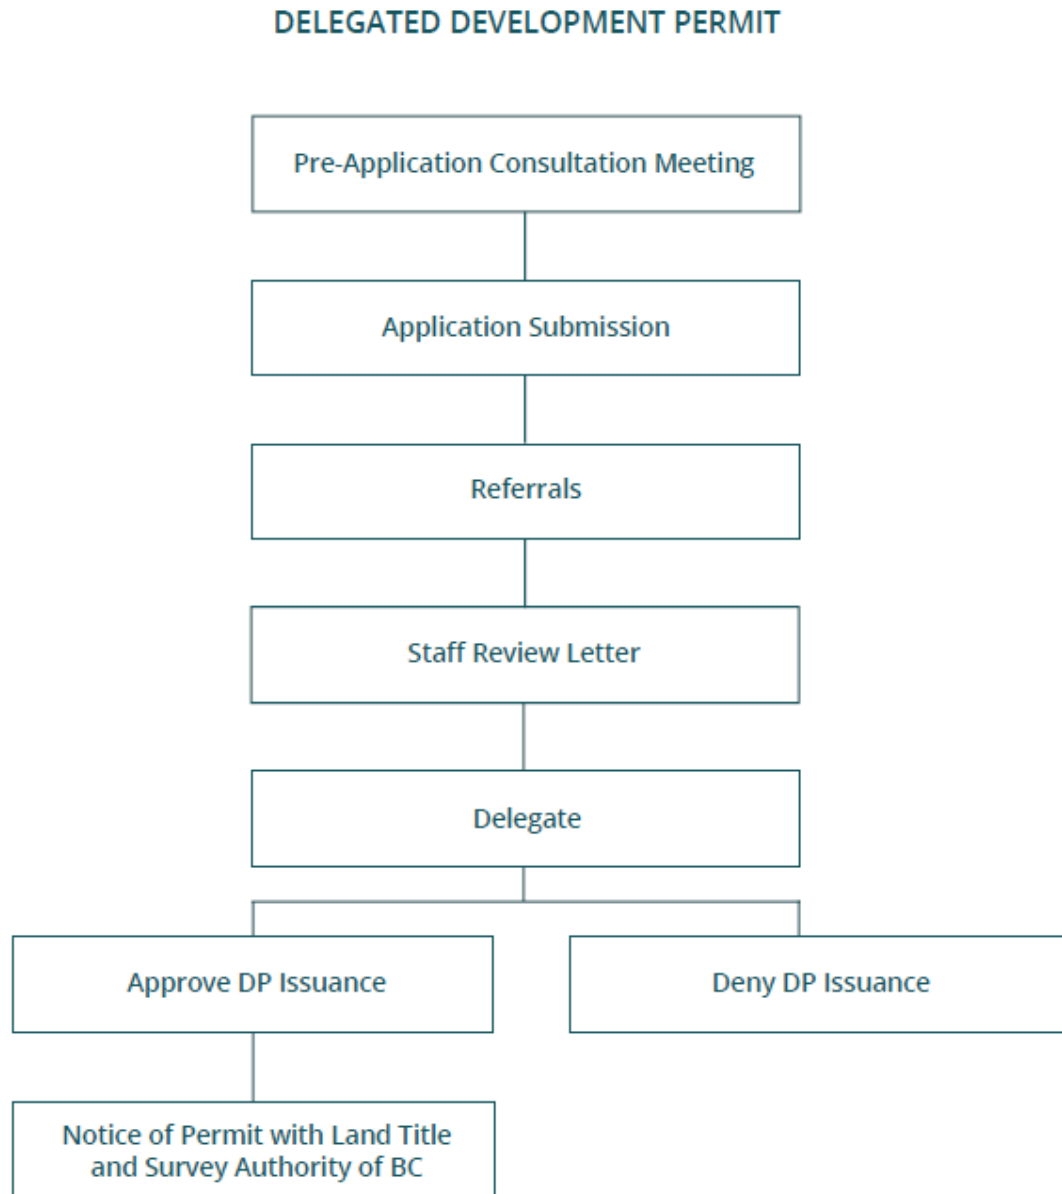 DELEGATED DEVELOPMENT PERMIT
Pre-Application Consultation Meeting
Application Submission
Referrals
Staff Review Letter
Delegate
Approve DP Issuance
Deny DP Issuance
Notice of Permit with Land Title
and Survey Authority of BC